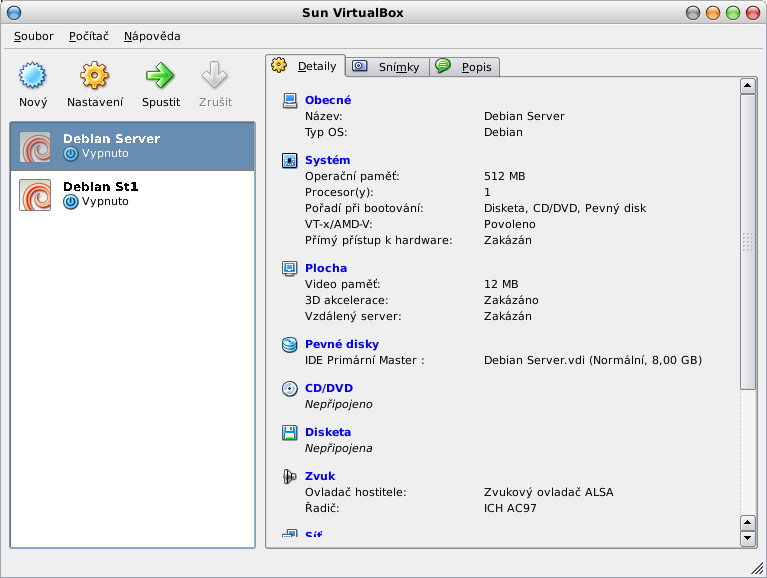 Sun VirtualBox
Soubor Počítač Nápověda
Nový Nastavení Spustit Zrušit
Debian Server
Vypnuto
Debian St1
Vypnuto
Detaily Snímky Popis
Obecné
Název: Debian Server
Typ OS: Debian
Systém
Operační paměť: 512 MB
Procesor(y): 1
Pořadí při bootování: Disketa, CD/DVD, Pevný disk
VT-x/AMD-V: Povoleno
Přímý přístup k hardware: Zakázán
Plocha
Video paměť: 12 MB
3D akcelerace: Zakázáno
Vzdálený server: Zakázán
Pevné disky
IDE Primární Master : Debian Server.vdi (Normální, 8,00 GB)
CD/DVD
Nepřipojeno
Disketa
Nepřipojena
Zvuk
Ovladač hostitele: Zvukový ovladač ALSA
Řadič: ICH AC97
Síť